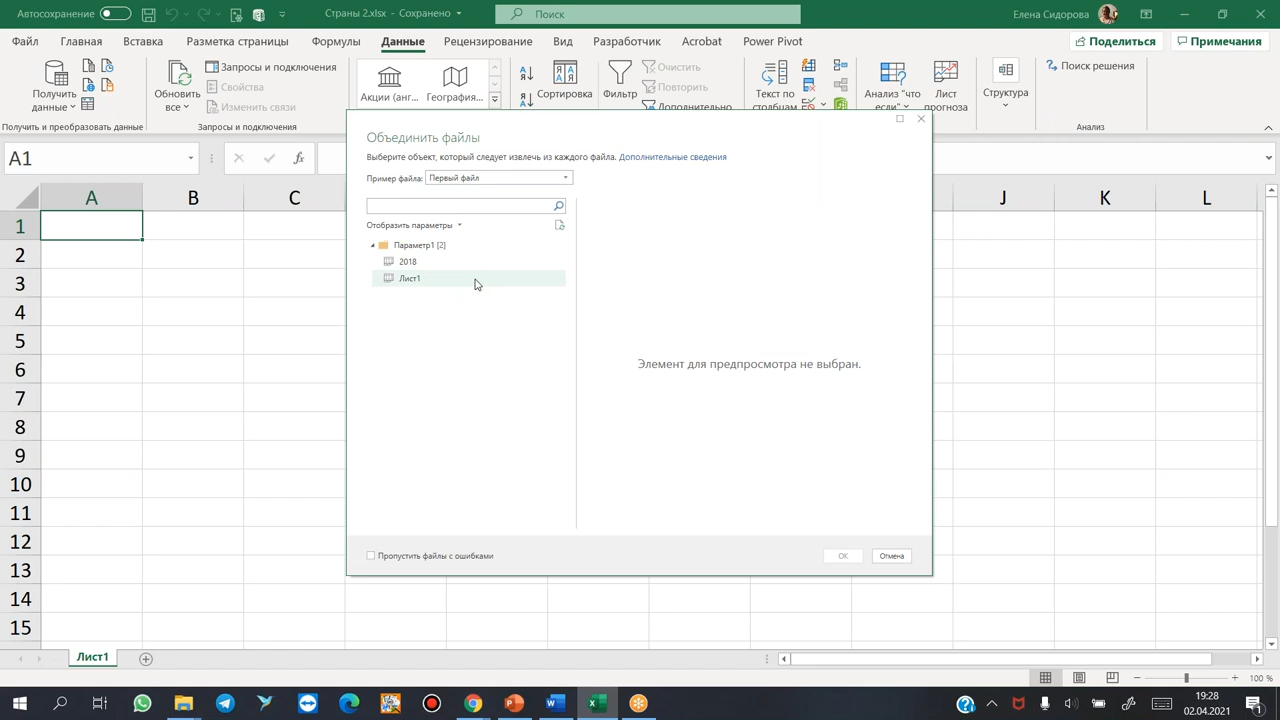 Автосохранение
Страны 2.xlsx
Поиск
Елена Сидорова
Файл Главная Вставка Разметка страницы Формулы Данные Рецензирование Вид Разработчик Acrobat Power Pivot Поделиться Примечания
Получить данные
Обновить все
Запросы и подключения
Свойства
Изменить связи
Акции (анг... География...
Сортировка
Фильтр
Очистить
Повторить
Дополнительно
Текст по столбцам
Анализ "что если"
Лист прогноза
Структура
Поиск решения
Получить и преобразовать данные
Запросы и подключения
Анализ
A1
fx
A B C J K L
1
2
3
4
5
6
7
8
9
10
11
12
13
14
15
Объединить файлы
Выберите объект, который следует извлечь из каждого файла. Дополнительные сведения
Пример файла: Первый файл
Отобразить параметры
Параметр1 [2]
2018
Лист1
Элемент для предпросмотра не выбран.
Пропустить файлы с ошибками
ОК
Отмена
Лист1
100 %
19:28
02.04.2021